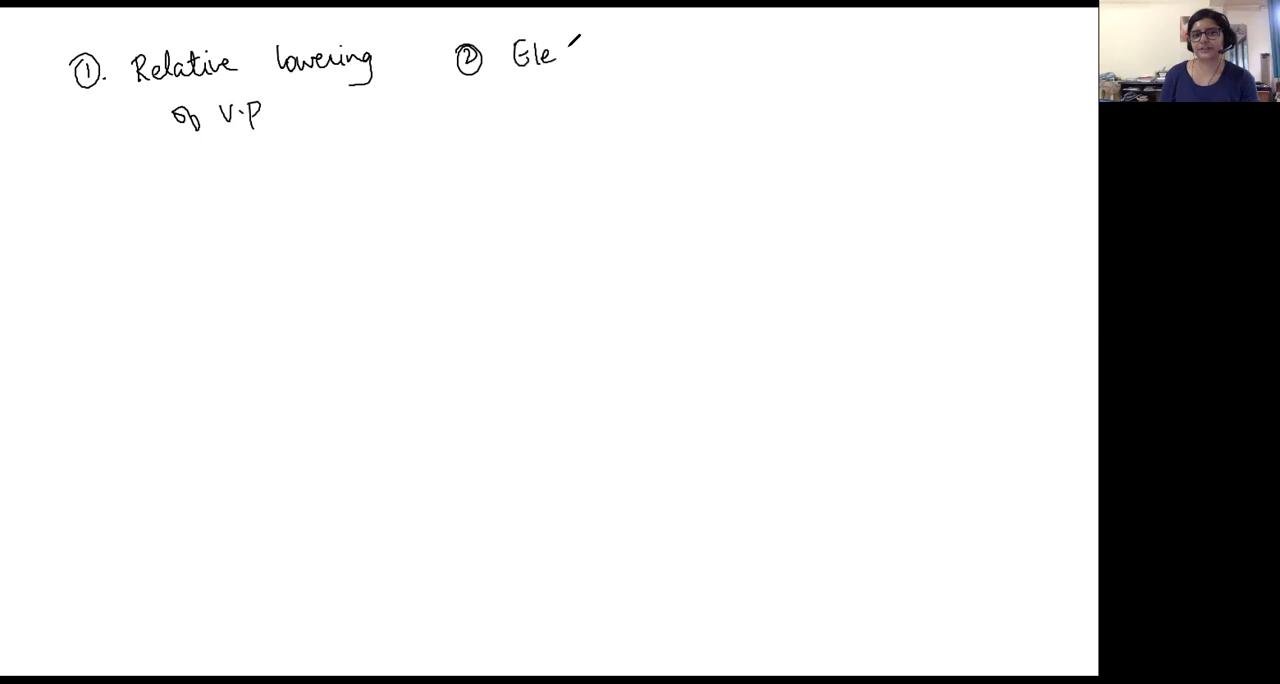 ①. Relative lowering
of V.P
② Ele